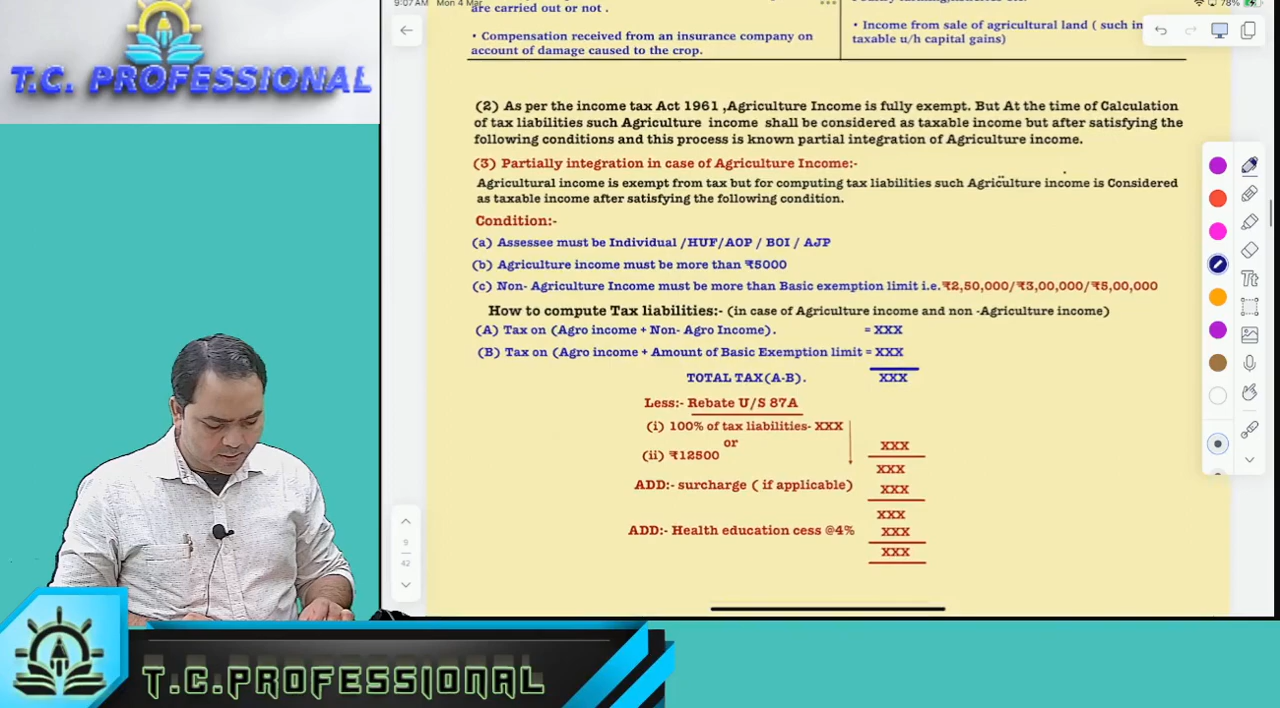 9:07AM Mon 4 Mar
78%
are carried out or not .
• Compensation received from an insurance company on
account of damage caused to the crop.
• Income from sale of agricultural land ( such in
taxable u/h capital gains)
T.C. PROFESSIONAL
(2) As per the income tax Act 1961 ,Agriculture Income is fully exempt. But At the time of Calculation
of tax liabilities such Agriculture income shall be considered as taxable income but after satisfying the
following conditions and this process is known partial integration of Agriculture income.
(3) Partially integration in case of Agriculture Income:-
Agricultural income is exempt from tax but for computing tax liabilities such Agriculture income is Considered
as taxable income after satisfying the following condition.
Condition:-
(a) Assessee must be Individual /HUF/AOP / BOI / AJP
(b) Agriculture income must be more than ₹5000
(c) Non- Agriculture Income must be more than Basic exemption limit i.e.₹2,50,000/₹3,00,000/₹5,00,000
How to compute Tax liabilities:- (in case of Agriculture income and non -Agriculture income)
(A) Tax on (Agro income + Non- Agro Income). = XXX
(B) Tax on (Agro income + Amount of Basic Exemption limit = XXX
TOTAL TAX(A-B). XXX
Less:- Rebate U/S 87A
(i) 100% of tax liabilities- XXX
or
(ii) ₹12500
XXX
XXX
ADD:- surcharge ( if applicable) XXX
XXX
ADD:- Health education cess @4% XXX
XXX
9
42
Tt
T.C.PROFESSIONAL